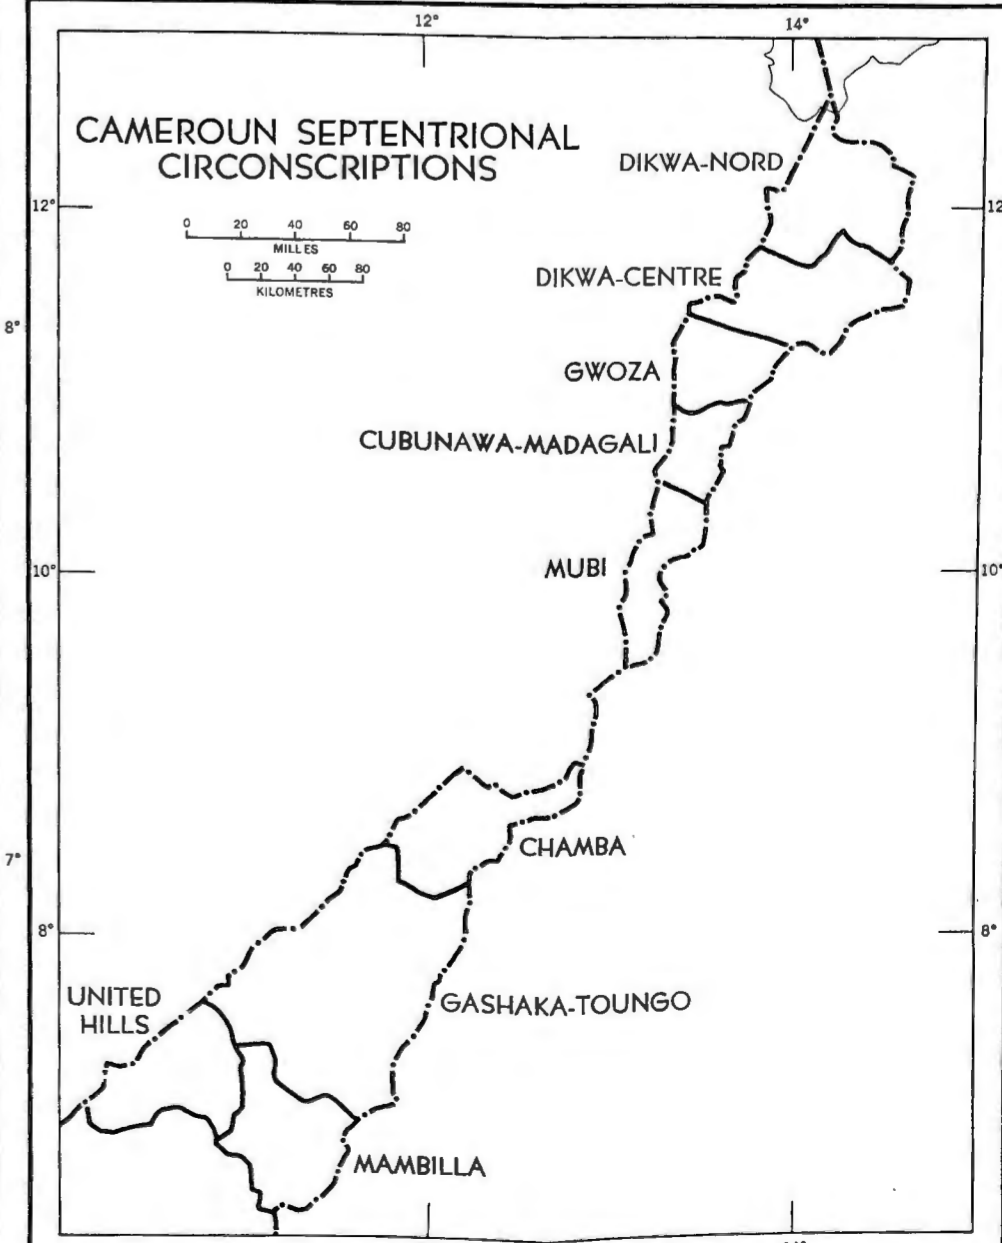 12°
14°
CAMEROUN SEPTENTRIONAL
CIRCONSCRIPTIONS
0 20 40 60 80
MILLES
0 20 40 60 80
KILOMETRES
DIKWA-NORD
12°
12
DIKWA-CENTRE
8°
GWOZA
CUBUNAWA-MADAGALI
MUBI
10°
10°
CHAMBA
7°
8°
8°
UNITED
HILLS
GASHAKA-TOUNGO
MAMBILLA